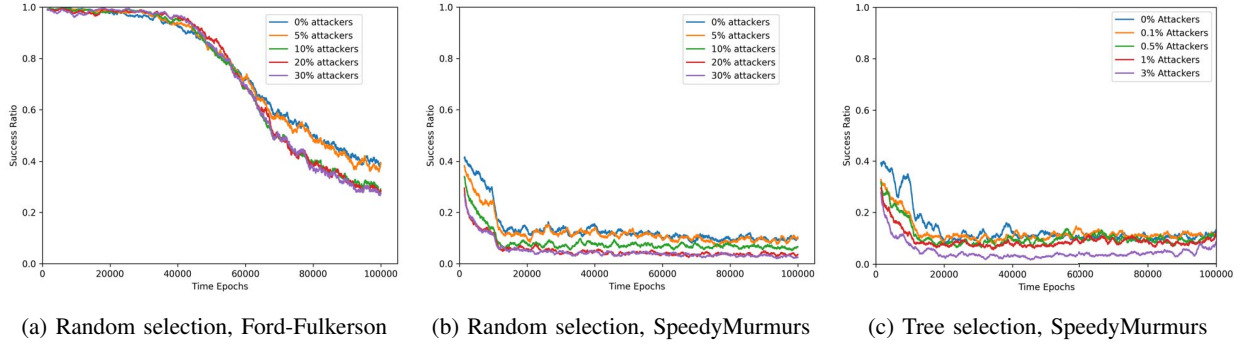 1.0
0.8
0.6
0.4
0.2
0.0
Success Ratio
0% attackers
5% attackers
10% attackers
20% attackers
30% attackers
0 20000 40000 60000 80000 100000
Time Epochs
(a) Random selection, Ford-Fulkerson
1.0
0.8
0.6
0.4
0.2
0.0
Success Ratio
0% attackers
5% attackers
10% attackers
20% attackers
30% attackers
0 20000 40000 60000 80000 100000
Time Epochs
(b) Random selection, SpeedyMurmurs
1.0
0.8
0.6
0.4
0.2
0.0
Success Ratio
0% Attackers
0.1% Attackers
0.5% Attackers
1% Attackers
3% Attackers
0 20000 40000 60000 80000 100000
Time Epochs
(c) Tree selection, SpeedyMurmurs